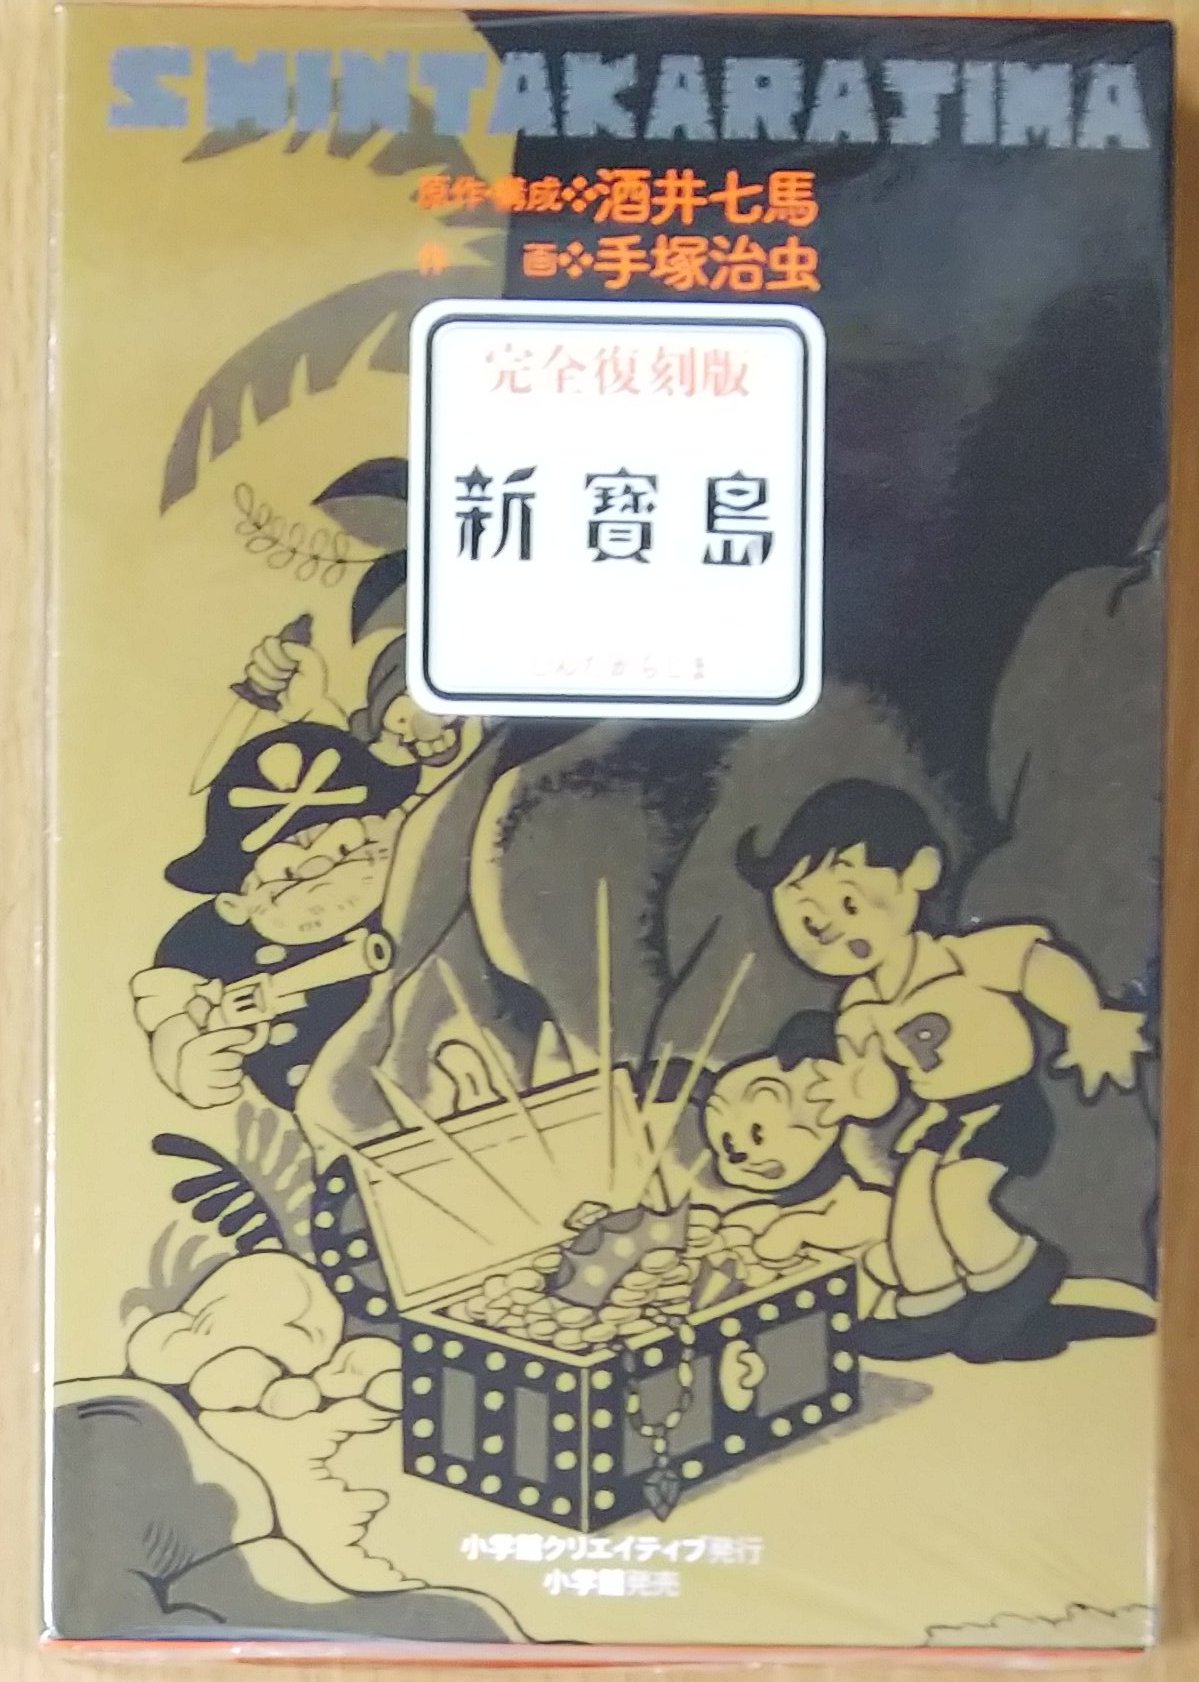 SHINTAKARAJIMA
原作・構成 酒井七馬
作画 手塚治虫
完全復刻版
新寶島
しんたからじま
小学館クリエイティブ発行
小学館発売